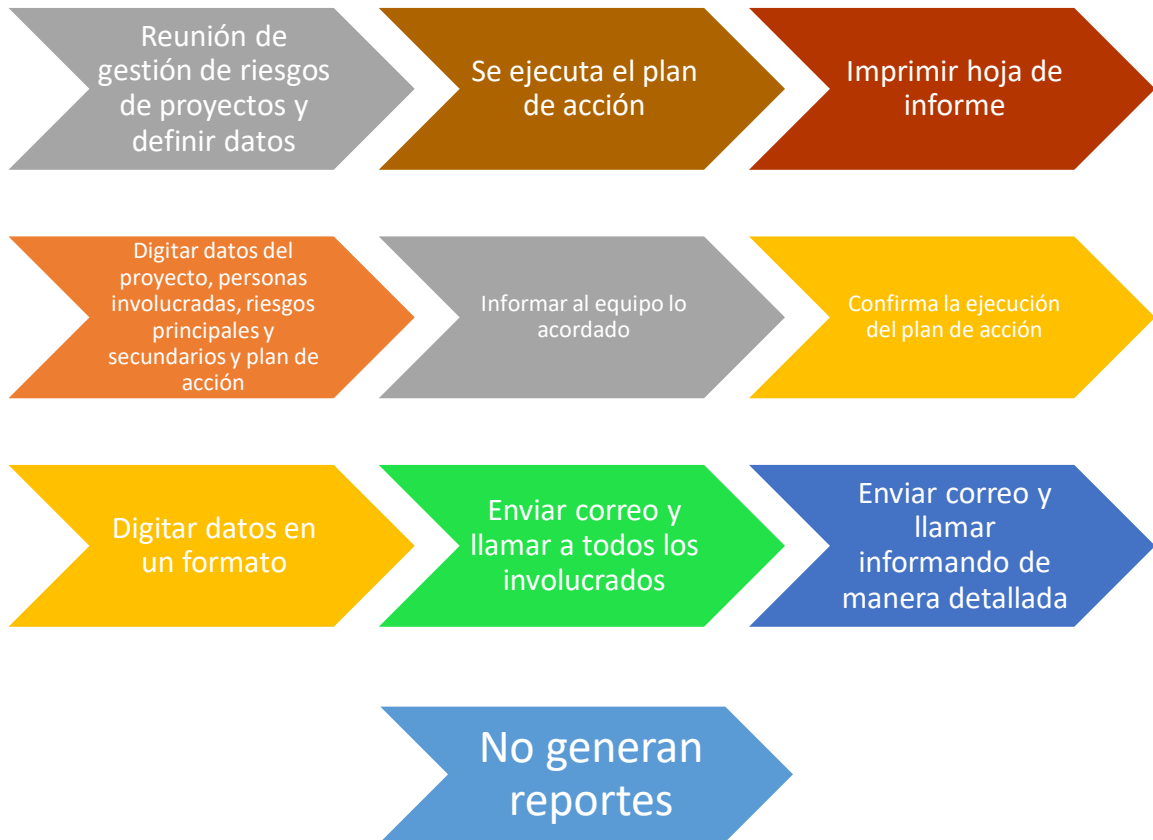 Reunión de
gestión de riesgos
de proyectos y
definir datos
Se ejecuta el plan
de acción
Imprimir hoja de
informe
Digitar datos del
proyecto, personas
involucradas, riesgos
principales y
secundarios y plan de
acción
Informar al equipo lo
acordado
Confirma la ejecución
del plan de acción
Digitar datos en
un formato
Enviar correo y
llamar a todos los
involucrados
Enviar correo y
llamar
informando de
manera detallada
No generan
reportes